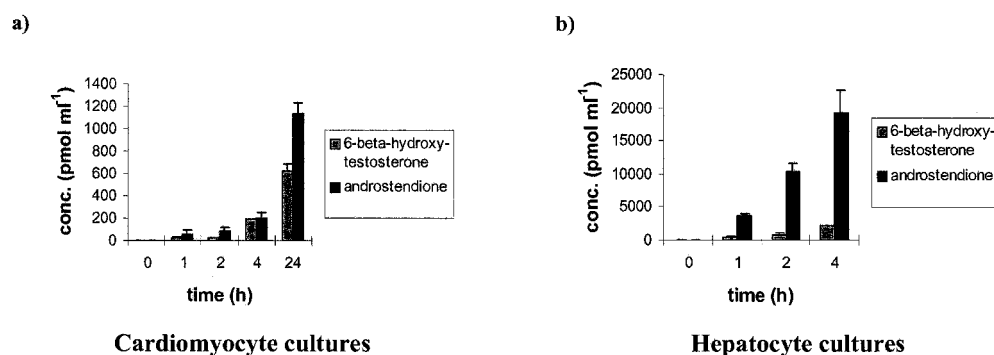 a)
1400
1200
1000
800
600
400
200
0
conc. (pmol ml⁻¹)
0 1 2 4 24
time (h)
6-beta-hydroxy-
testosterone
androstendione
Cardiomyocyte cultures
b)
25000
20000
15000
10000
5000
0
conc. (pmol ml⁻¹)
0 1 2 4
time (h)
6-beta-hydroxy-
testosterone
androstendione
Hepatocyte cultures